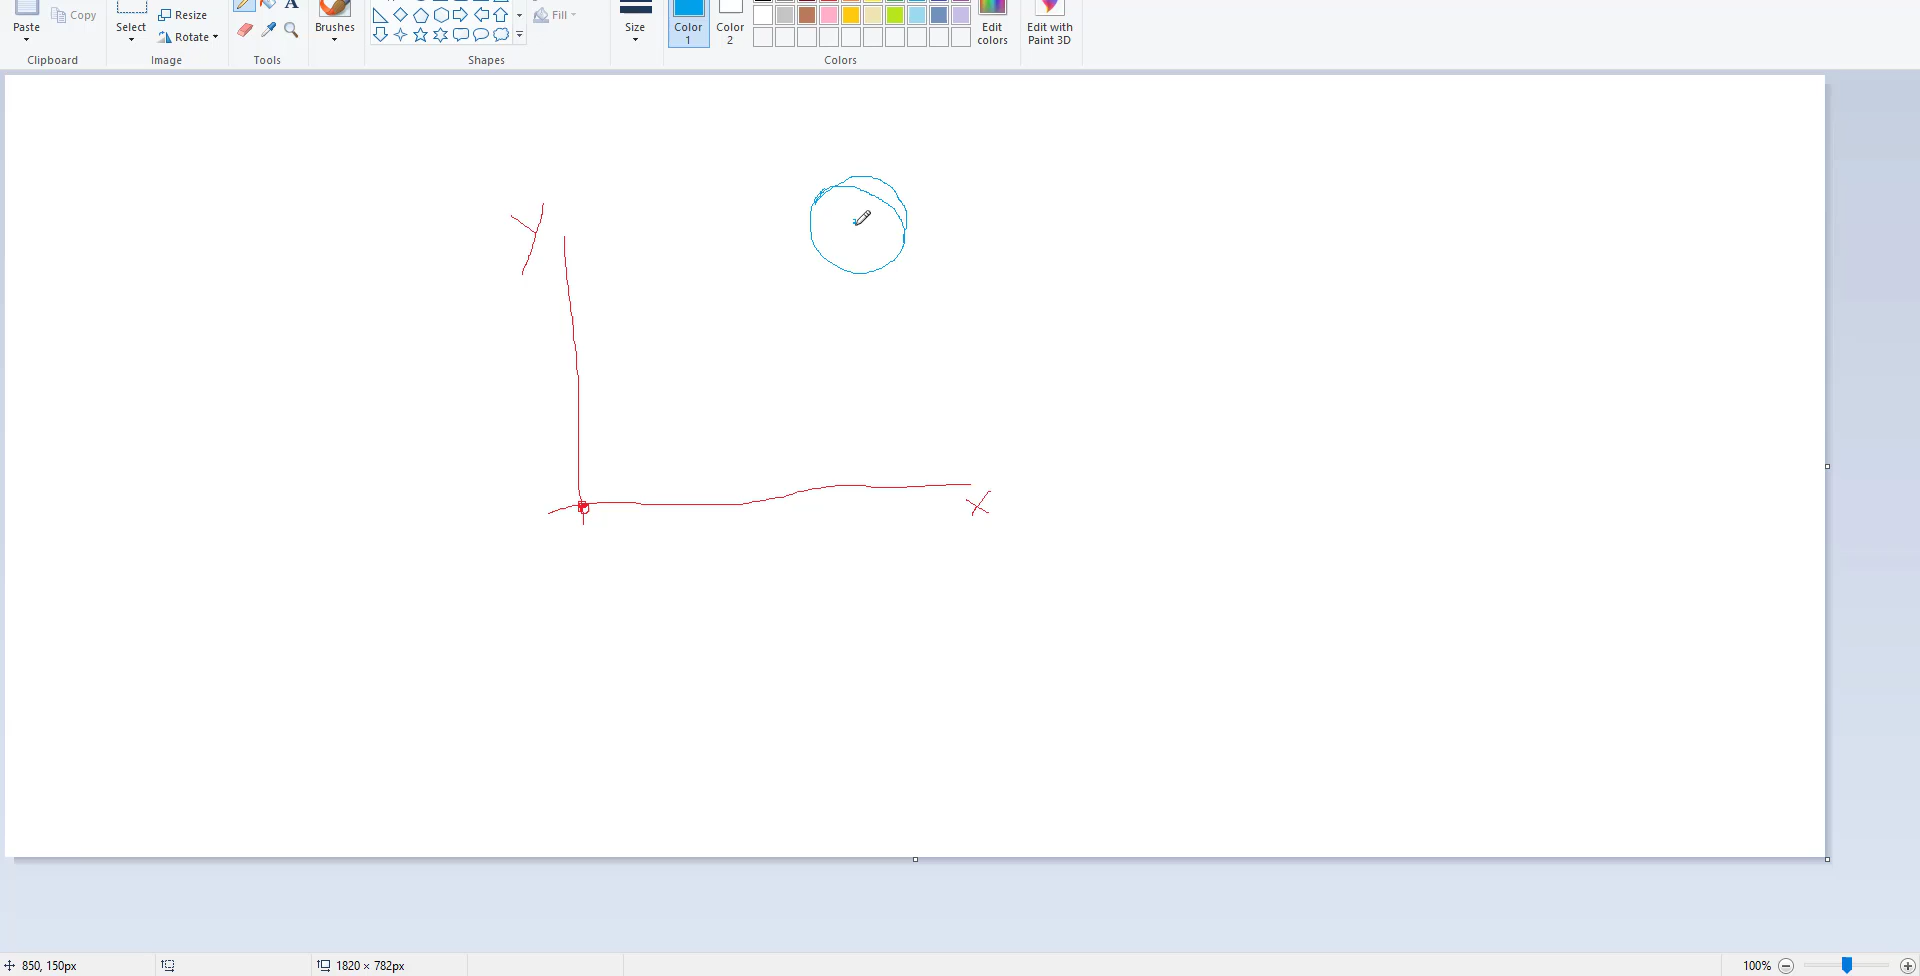 Paste
Copy
Select
Resize
Rotate
Brushes
Fill
Size
Color 1
Color 2
Edit colors
Edit with Paint 3D
Clipboard
Image
Tools
Shapes
Colors
Y
X
850, 150px
1820 × 782px
100%